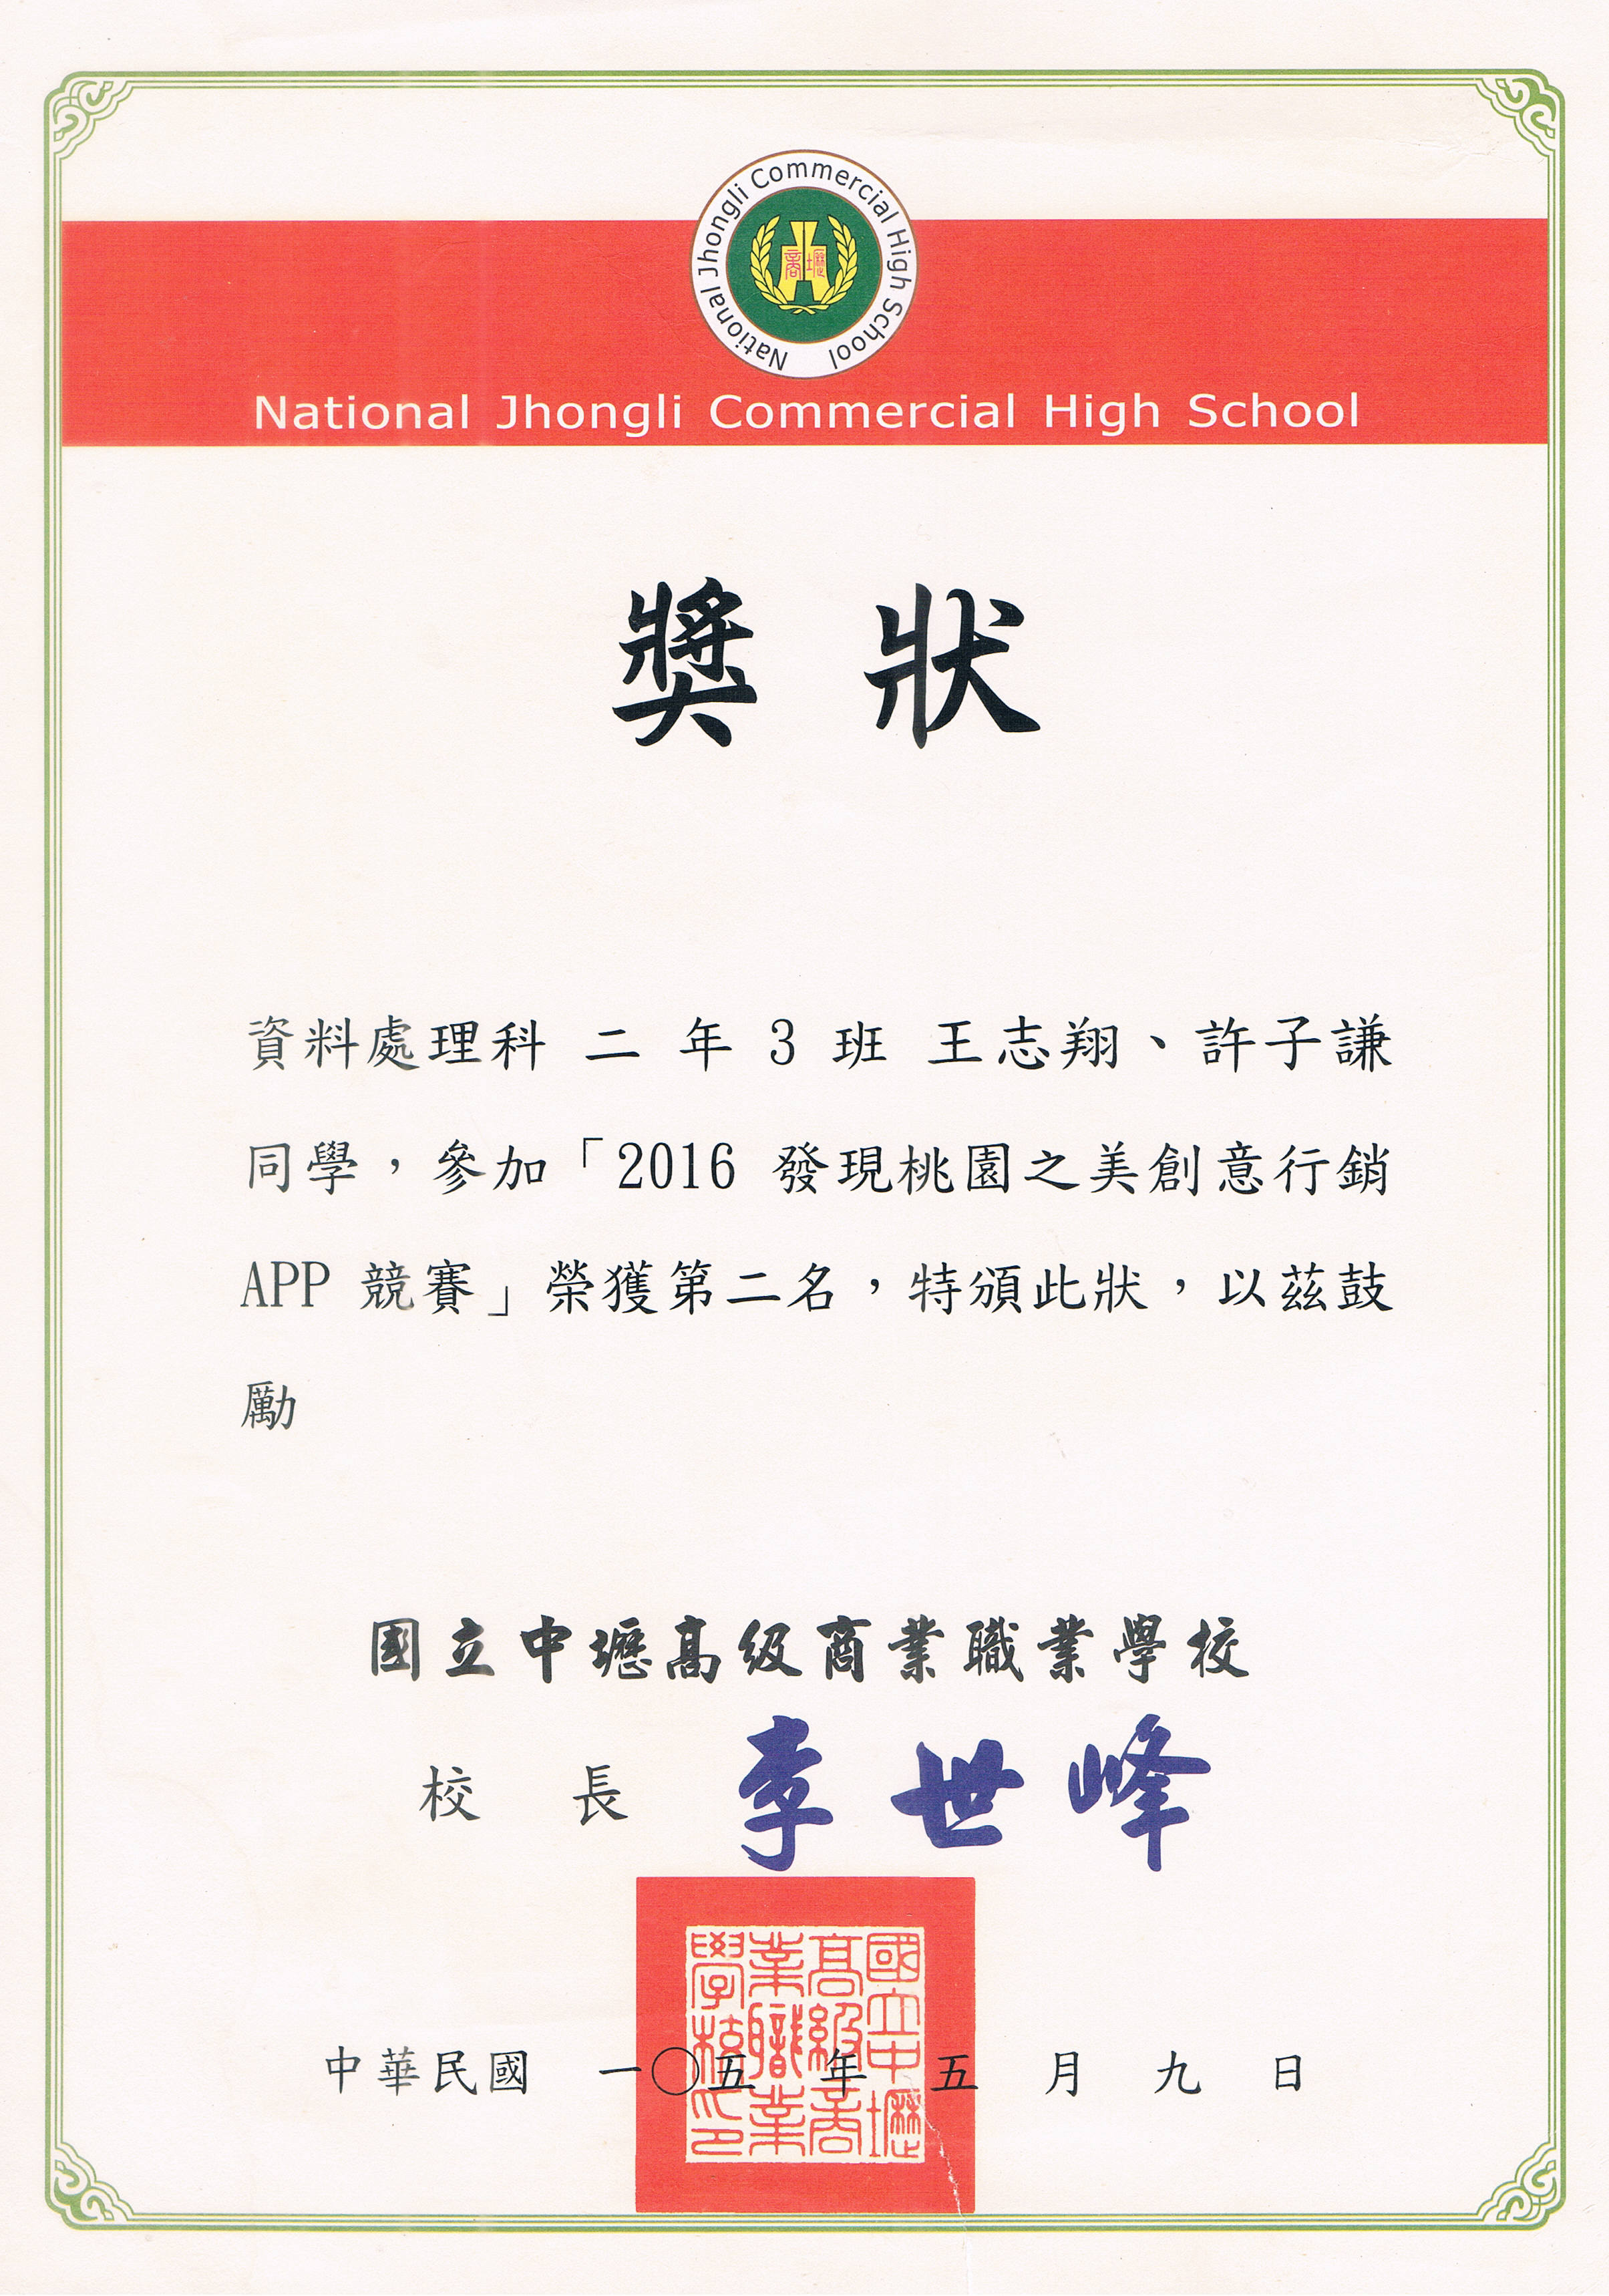 National Jhongli Commercial High School
商壢
National Jhongli Commercial High School
獎狀
資料處理科 二 年 3 班 王志翔、許子謙
同學，參加「2016 發現桃園之美創意行銷
APP 競賽」榮獲第二名，特頒此狀，以茲鼓
勵
國立中壢高級商業職業學校
校長 李世峰
國立中壢高級商業職業學校印
中華民國 一〇五 年 五 月 九 日